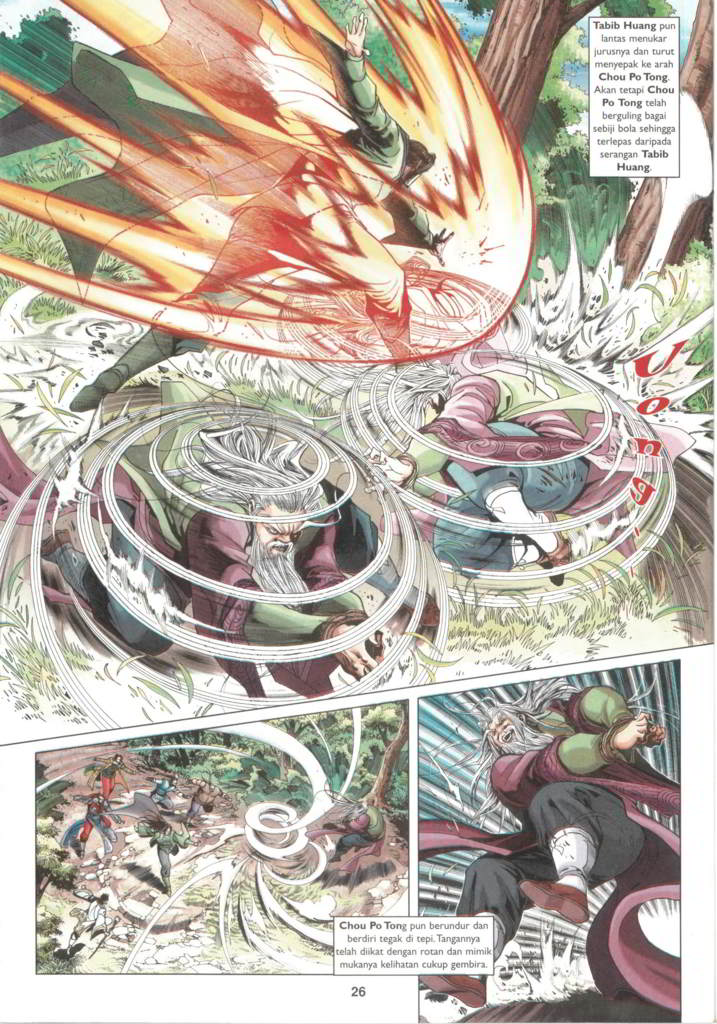 Tabib Huang pun
lantas menukar
jurusnya dan turut
menyepak ke arah
Chou Po Tong.
Akan tetapi Chou
Po Tong telah
berguling bagai
sebiji bola sehingga
terlepas daripada
serangan Tabib
Huang.
Uong--
Chou Po Tong pun berundur dan
berdiri tegak di tepi. Tangannya
telah diikat dengan rotan dan mimik
mukanya kelihatan cukup gembira.
26